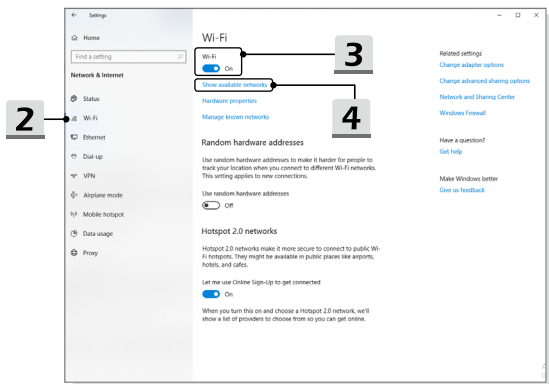 Settings
Home
Find a setting
Network & Internet
Status
Wi-Fi
Ethernet
Dial-up
VPN
Airplane mode
Mobile hotspot
Data usage
Proxy
2
Wi-Fi
Wi-Fi
On
3
Show available networks
4
Hardware properties
Manage known networks
Random hardware addresses
Use random hardware addresses to make it harder for people to
track your location when you connect to different Wi-Fi networks.
This setting applies to new connections.
Use random hardware addresses
Off
Hotspot 2.0 networks
Hotspot 2.0 networks make it more secure to connect to public Wi-
Fi hotspots. They might be available in public places like airports,
hotels, and cafes.
Let me use Online Sign-Up to get connected
On
When you turn this on and choose a Hotspot 2.0 network, we'll
show a list of providers to choose from so you can get online.
Related settings
Change adapter options
Change advanced sharing options
Network and Sharing Center
Windows Firewall
Have a question?
Get help
Make Windows better
Give us feedback